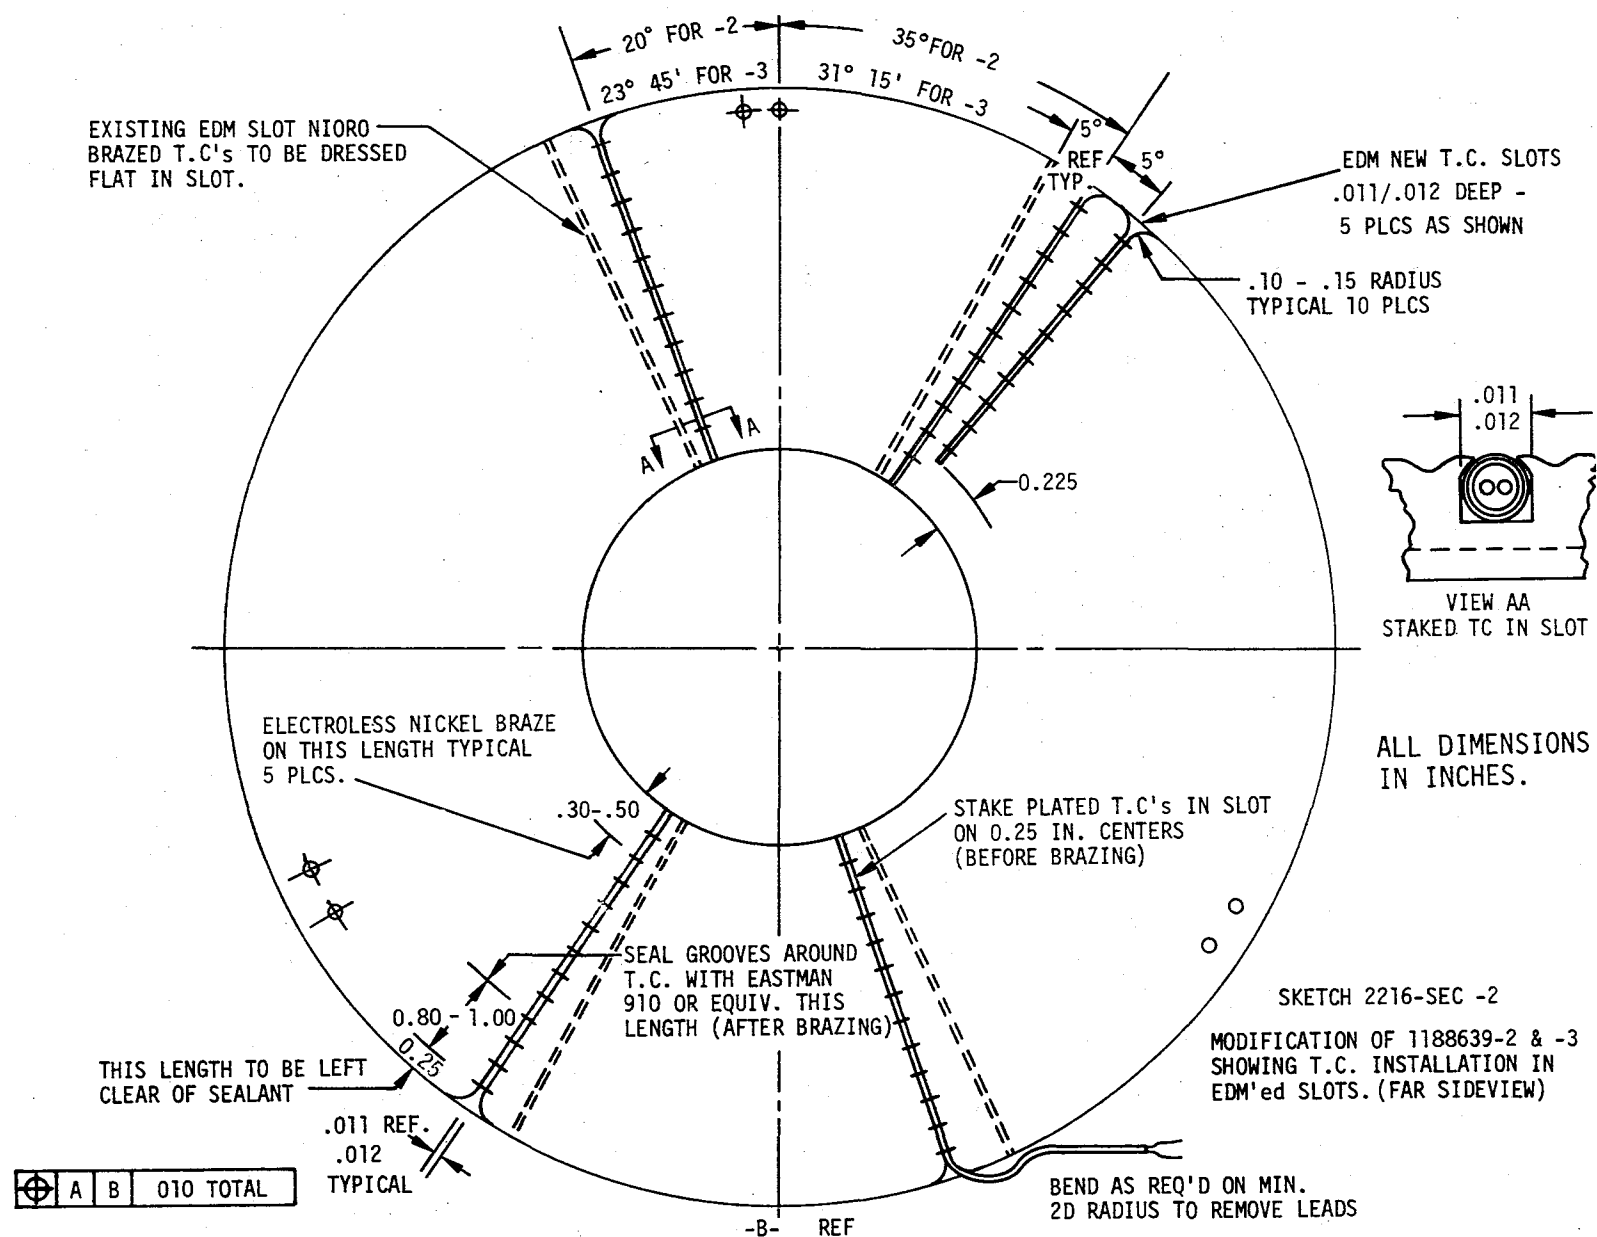 20° FOR -2
35°FOR -2
23° 45' FOR -3
31° 15' FOR -3
5°
REF
TYP.
5°
EXISTING EDM SLOT NIORO
BRAZED T.C's TO BE DRESSED
FLAT IN SLOT.
EDM NEW T.C. SLOTS
.011/.012 DEEP -
5 PLCS AS SHOWN
.10 - .15 RADIUS
TYPICAL 10 PLCS
A
A
0.225
.011
.012
VIEW AA
STAKED TC IN SLOT
ELECTROLESS NICKEL BRAZE
ON THIS LENGTH TYPICAL
5 PLCS.
ALL DIMENSIONS
IN INCHES.
.30-.50
STAKE PLATED T.C's IN SLOT
ON 0.25 IN. CENTERS
(BEFORE BRAZING)
SEAL GROOVES AROUND
T.C. WITH EASTMAN
910 OR EQUIV. THIS
LENGTH (AFTER BRAZING)
0.80 - 1.00
0.25
THIS LENGTH TO BE LEFT
CLEAR OF SEALANT
SKETCH 2216-SEC -2
MODIFICATION OF 1188639-2 & -3
SHOWING T.C. INSTALLATION IN
EDM'ed SLOTS.(FAR SIDEVIEW)
.011 REF.
.012
TYPICAL
A B 010 TOTAL
BEND AS REQ'D ON MIN.
2D RADIUS TO REMOVE LEADS
-B- REF